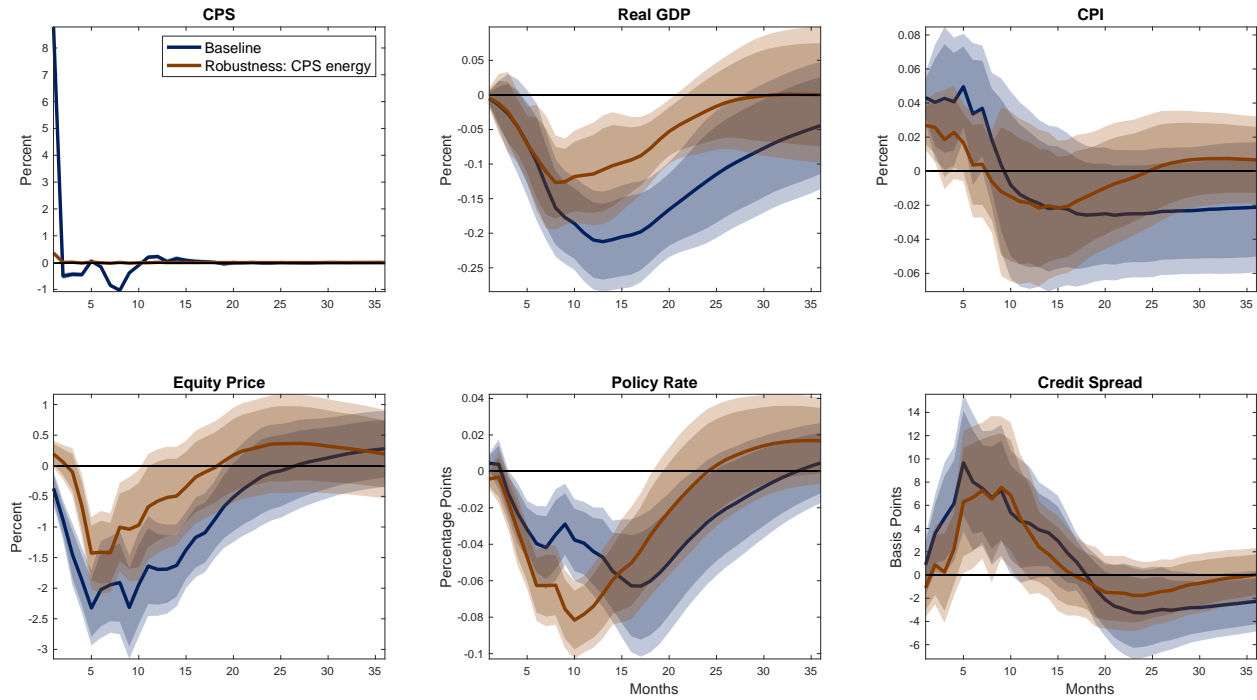 CPS
Percent
8
7
6
5
4
3
2
1
0
-1
5 10 15 20 25 30 35
Baseline
Robustness: CPS energy
Real GDP
Percent
0.05
0
-0.05
-0.1
-0.15
-0.2
-0.25
5 10 15 20 25 30 35
CPI
Percent
0.08
0.06
0.04
0.02
0
-0.02
-0.04
-0.06
5 10 15 20 25 30 35
Equity Price
Percent
1
0.5
0
-0.5
-1
-1.5
-2
-2.5
-3
5 10 15 20 25 30 35
Policy Rate
Percentage Points
0.04
0.02
0
-0.02
-0.04
-0.06
-0.08
-0.1
5 10 15 20 25 30 35
Months
Credit Spread
Basis Points
14
12
10
8
6
4
2
0
-2
-4
-6
5 10 15 20 25 30 35
Months